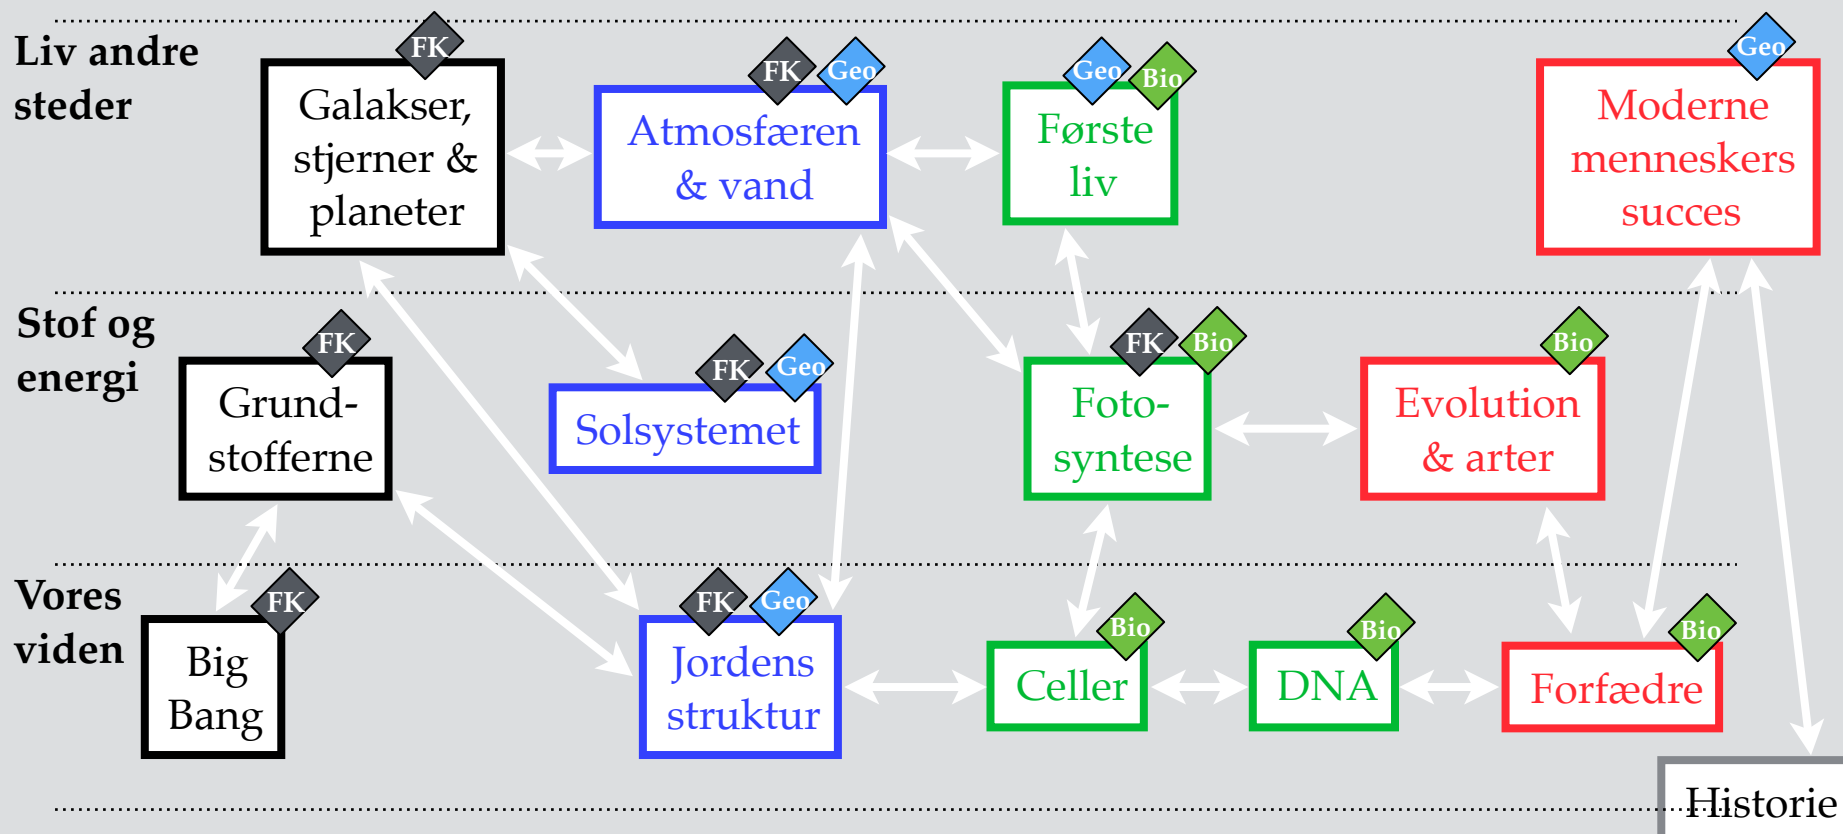 Liv andre
steder
FK
Galakser,
stjerner &
planeter
FK
Geo
Atmosfæren
& vand
Geo
Bio
Første
liv
Geo
Moderne
menneskers
succes
Stof og
energi
FK
Grund-
stofferne
FK
Geo
Solsystemet
FK
Bio
Foto-
syntese
Bio
Evolution
& arter
Vores
viden
FK
Big
Bang
FK
Geo
Jordens
struktur
Bio
Celler
Bio
DNA
Bio
Forfædre
Historie